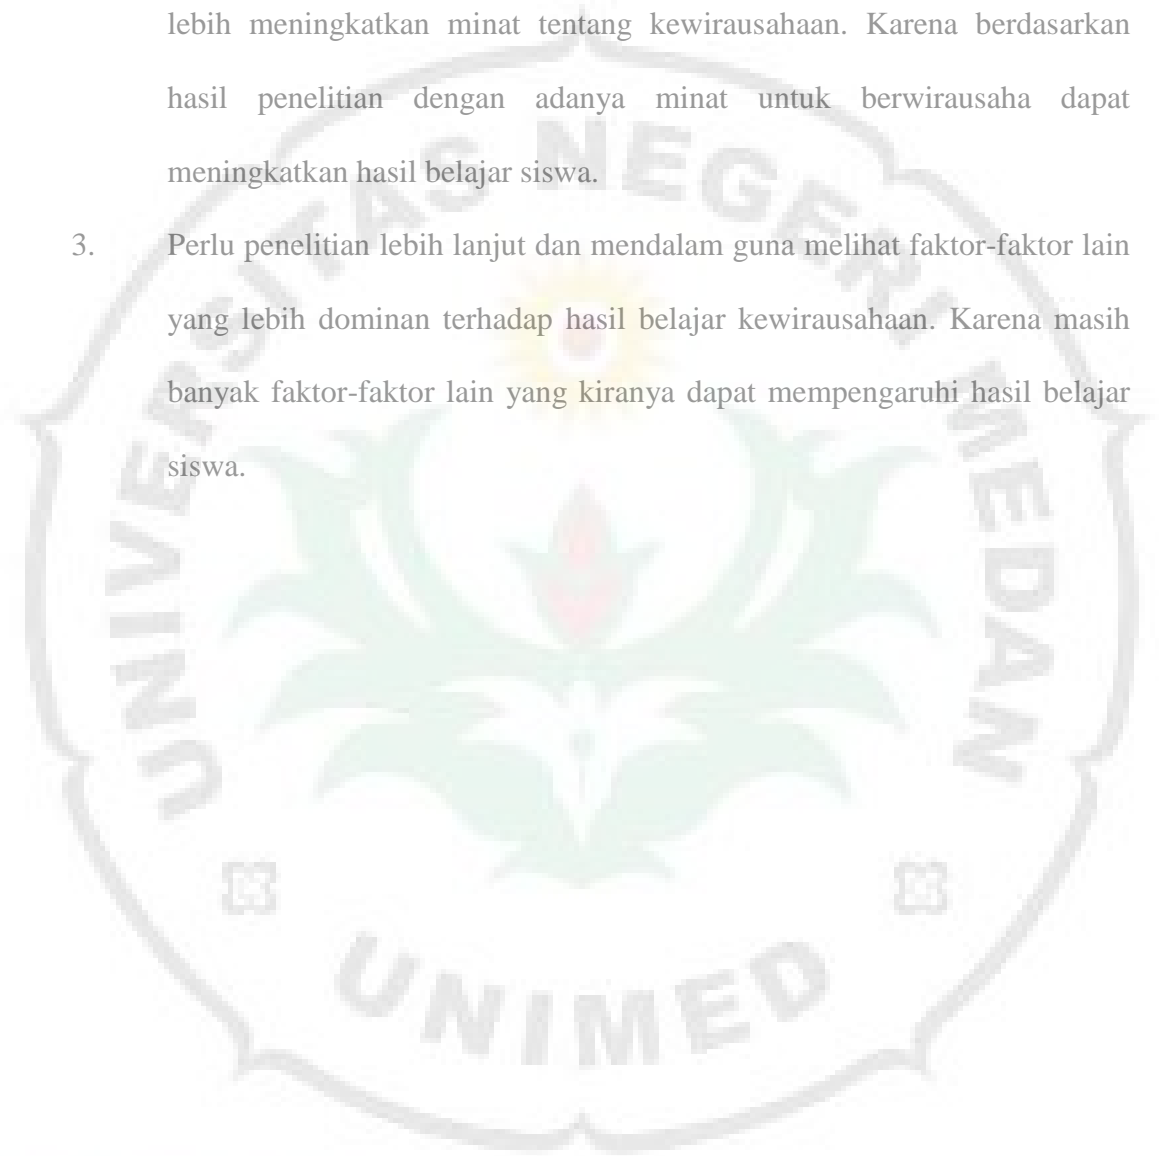 lebih meningkatkan minat tentang kewirausahaan. Karena berdasarkan
hasil penelitian dengan adanya minat untuk berwirausaha dapat
meningkatkan hasil belajar siswa.
3. Perlu penelitian lebih lanjut dan mendalam guna melihat faktor-faktor lain
yang lebih dominan terhadap hasil belajar kewirausahaan. Karena masih
banyak faktor-faktor lain yang kiranya dapat mempengaruhi hasil belajar
siswa.
UNIVERSITAS NEGERI MEDAN
UNIMED